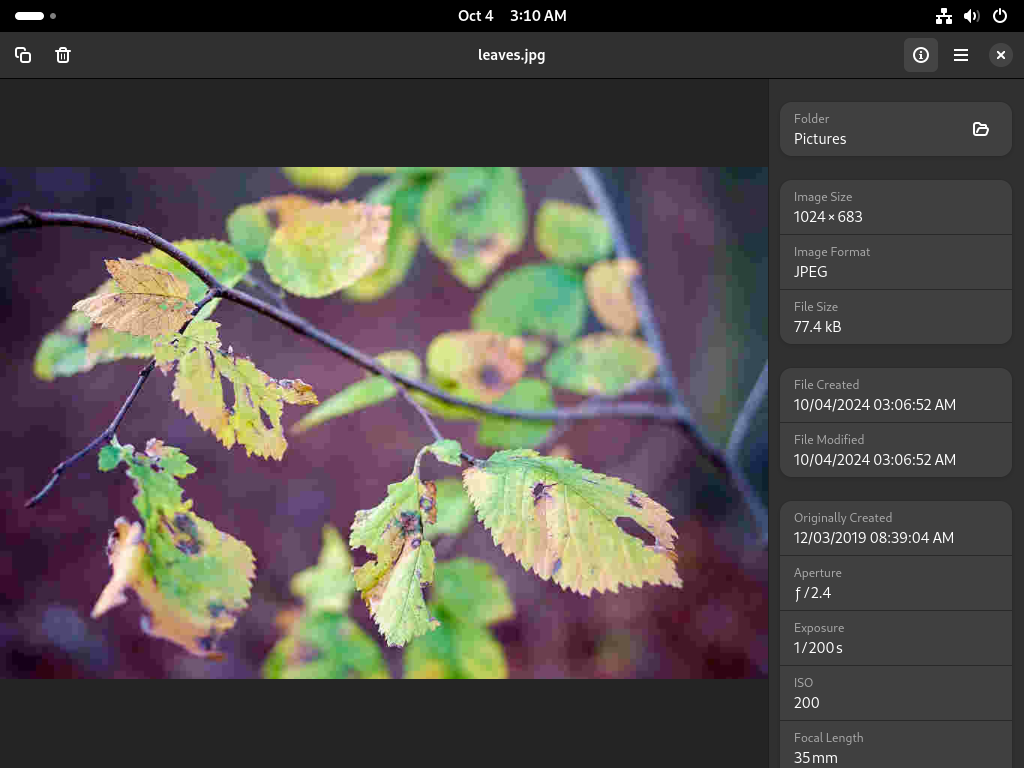 Oct 4 3:10 AM
leaves.jpg
Folder
Pictures
Image Size
1024 × 683
Image Format
JPEG
File Size
77.4 kB
File Created
10/04/2024 03:06:52 AM
File Modified
10/04/2024 03:06:52 AM
Originally Created
12/03/2019 08:39:04 AM
Aperture
ƒ/2.4
Exposure
1/200 s
ISO
200
Focal Length
35 mm